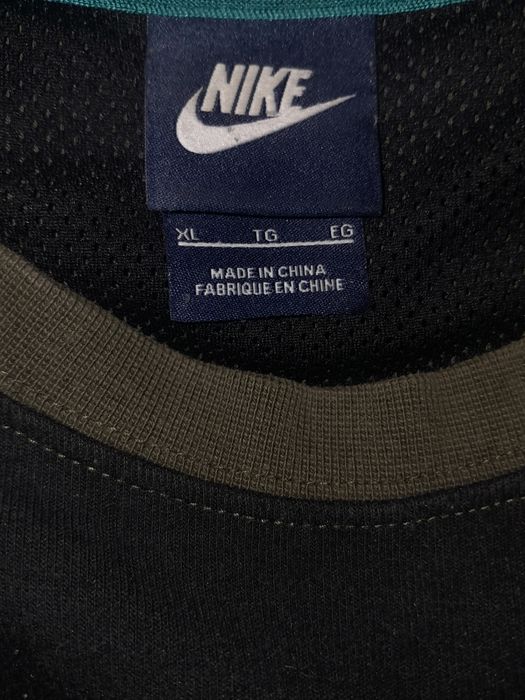 NIKE
XL TG EG
MADE IN CHINA
FABRIQUE EN CHINE